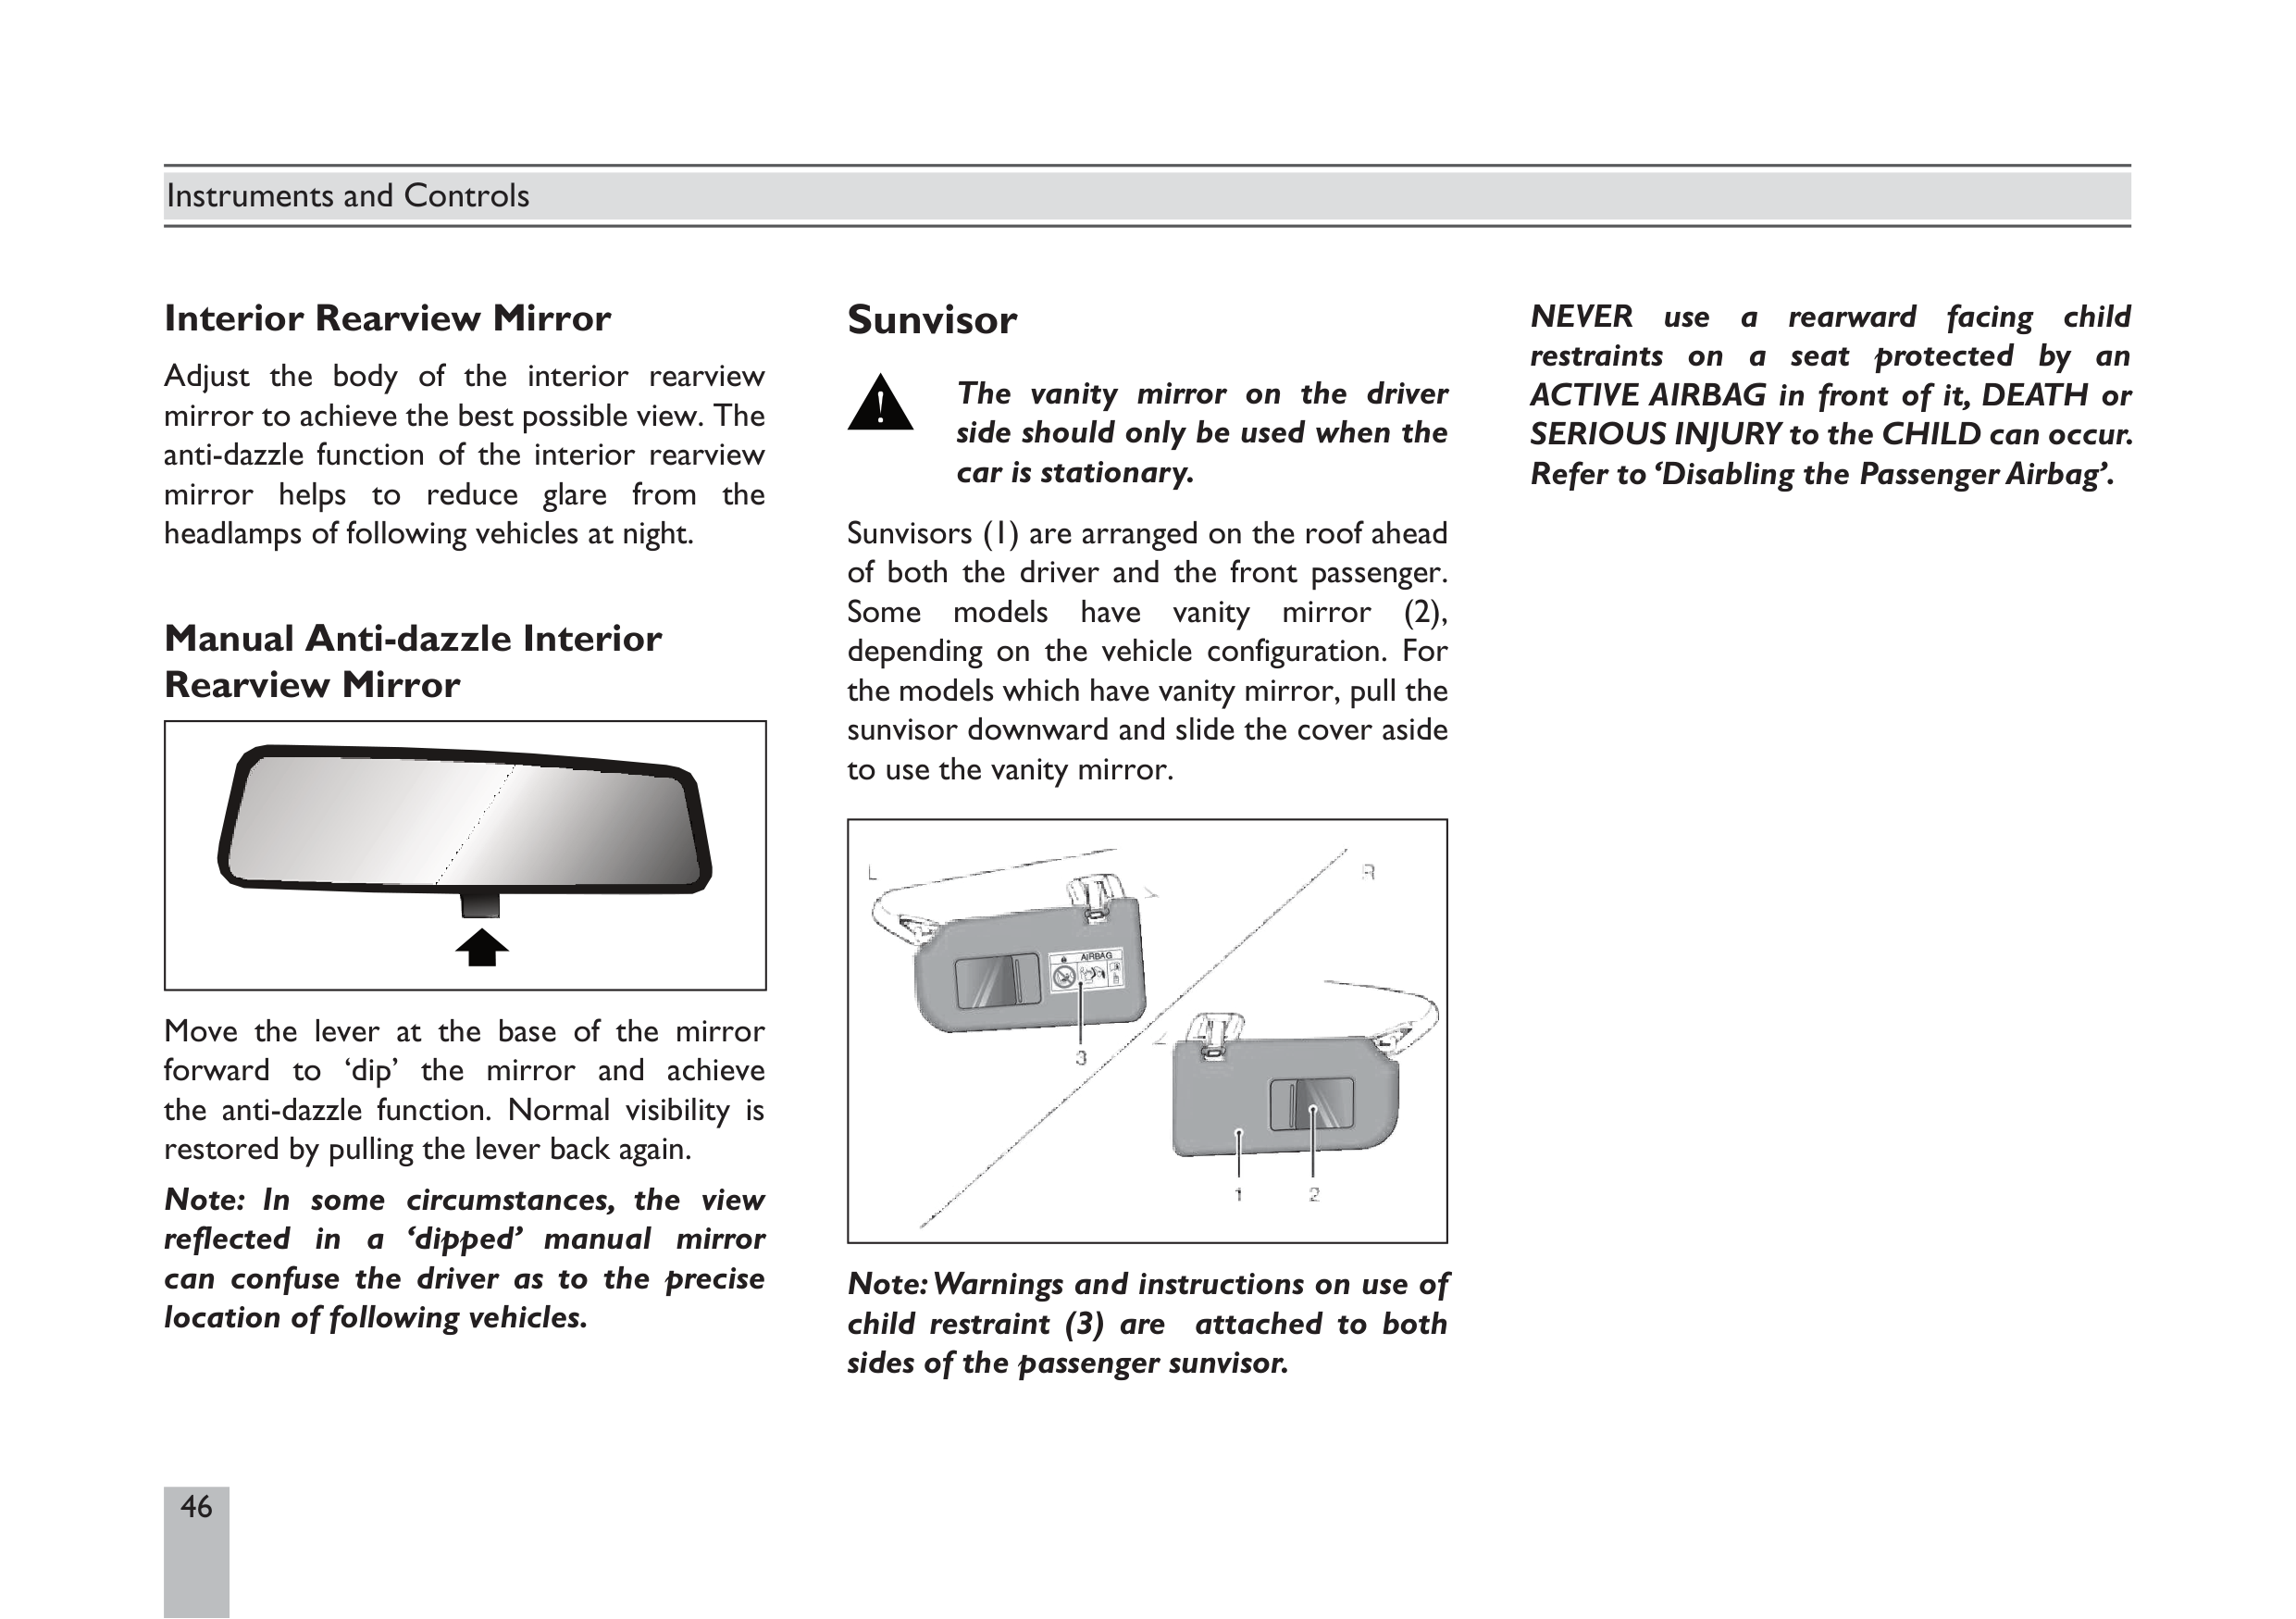 Instruments and Controls
Interior Rearview Mirror
Adjust the body of the interior rearview
mirror to achieve the best possible view. The
anti-dazzle function of the interior rearview
mirror helps to reduce glare from the
headlamps of following vehicles at night.
Manual Anti-dazzle Interior
Rearview Mirror
Move the lever at the base of the mirror
forward to ‘dip’ the mirror and achieve
the anti-dazzle function. Normal visibility is
restored by pulling the lever back again.
Note: In some circumstances, the view
reflected in a ‘dipped’ manual mirror
can confuse the driver as to the precise
location of following vehicles.
Sunvisor
The vanity mirror on the driver
side should only be used when the
car is stationary.
Sunvisors (1) are arranged on the roof ahead
of both the driver and the front passenger.
Some models have vanity mirror (2),
depending on the vehicle configuration. For
the models which have vanity mirror, pull the
sunvisor downward and slide the cover aside
to use the vanity mirror.
L
R
AIRBAG
3
1
2
Note: Warnings and instructions on use of
child restraint (3) are  attached to both
sides of the passenger sunvisor.
NEVER use a rearward facing child
restraints on a seat protected by an
ACTIVE AIRBAG in front of it, DEATH or
SERIOUS INJURY to the CHILD can occur.
Refer to ‘Disabling the Passenger Airbag’.
46